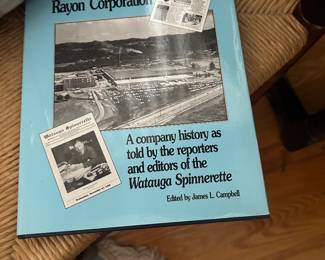 Rayon Corporation
A company history as
told by the reporters
and editors of the
Watauga Spinnerette
Edited by James L. Campbell
Watauga Spinnerette